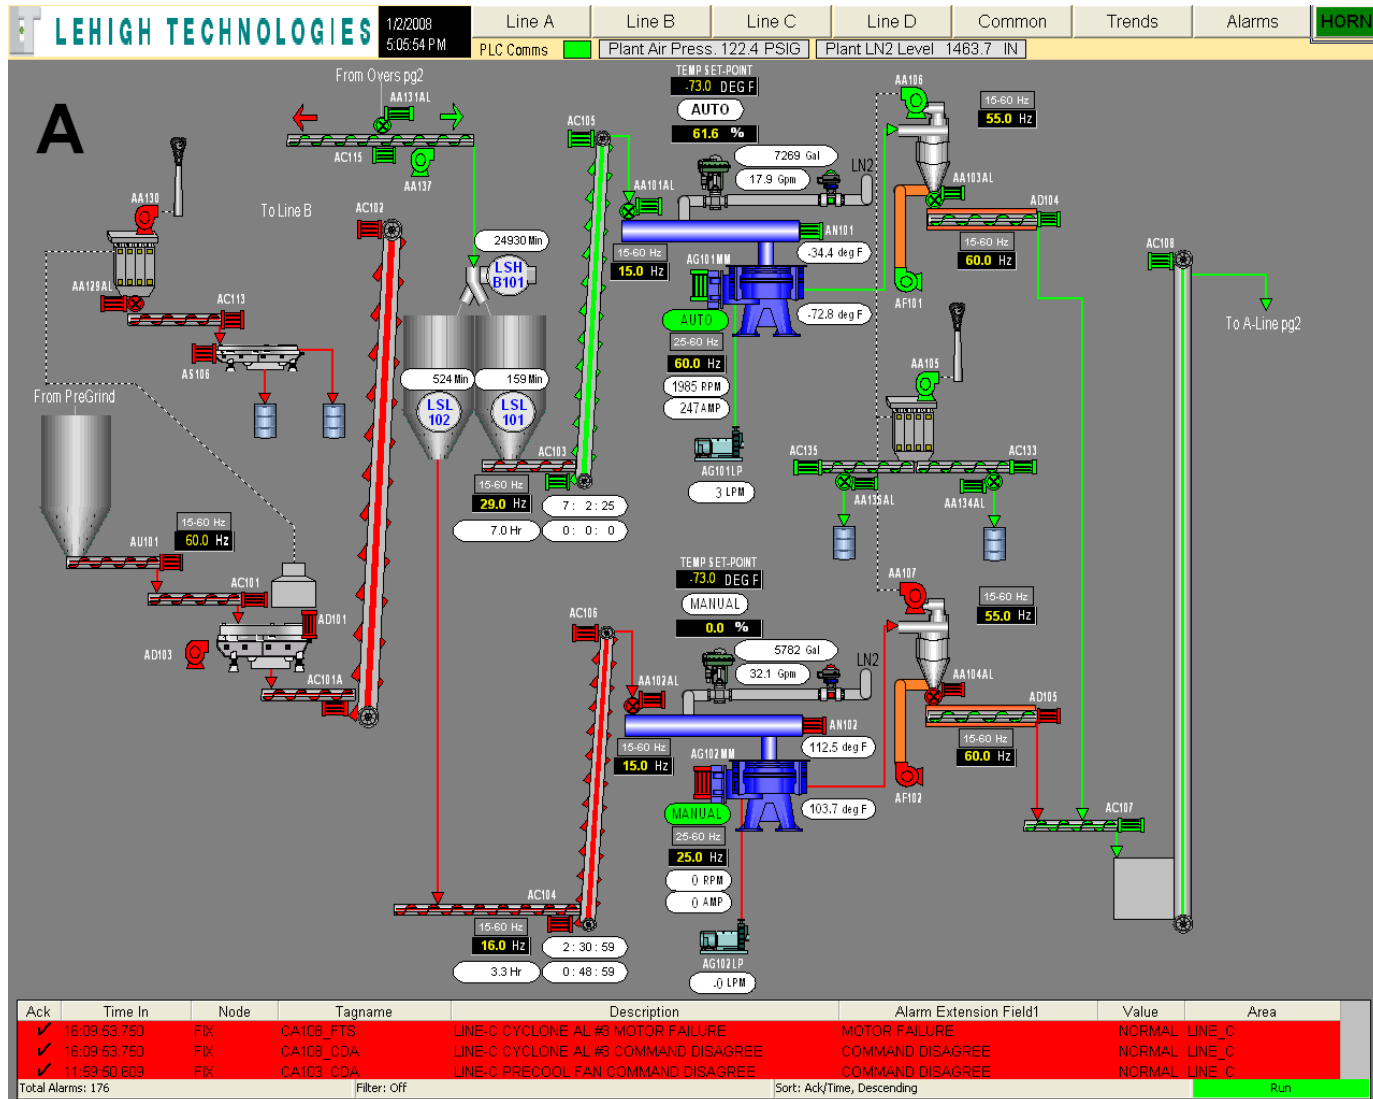 LEHIGH TECHNOLOGIES
1/2/2008
5:05:54 PM
Line A
Line B
Line C
Line D
Common
Trends
Alarms
HORN
PLC Comms
Plant Air Press. 122.4 PSIG
Plant LN2 Level 1463.7 IN
A
From Overs pg2
AA131AL
AC115
AA137
To Line B
AA130
AC102
AA129AL
AC113
AS106
From PreGrind
15-60 Hz
60.0 Hz
AU101
AC101
AD101
AD103
AC101A
24930 Min
LSH
B101
524 Min
159 Min
LSL
102
LSL
101
AC105
AC103
15-60 Hz
29.0 Hz
7.0 Hr
7: 2: 25
0: 0: 0
TEMP SET-POINT
-73.0 DEG F
AUTO
61.6 %
7269 Gal
17.9 Gpm
LN2
AA101AL
AN101
15-60 Hz
15.0 Hz
-34.4 deg F
AG101MM
-72.8 deg F
AUTO
25-60 Hz
60.0 Hz
1985 RPM
247 AMP
AG101LP
3 LPM
AA106
15-60 Hz
55.0 Hz
AA103AL
AD104
15-60 Hz
60.0 Hz
AF101
AC108
To A-Line pg2
AA105
AC135
AC133
AA135AL
AA134AL
TEMP SET-POINT
-73.0 DEG F
MANUAL
0.0 %
5782 Gal
32.1 Gpm
LN2
AC106
AA102AL
AN102
15-60 Hz
15.0 Hz
112.5 deg F
AG102MM
103.7 deg F
MANUAL
25-60 Hz
25.0 Hz
0 RPM
0 AMP
AG102LP
-0 LPM
AA107
15-60 Hz
55.0 Hz
AA104AL
AD105
15-60 Hz
60.0 Hz
AF102
AC107
AC104
15-60 Hz
16.0 Hz
3.3 Hr
2: 30: 59
0: 48: 59
Ack Time In Node Tagname Description Alarm Extension Field1 Value Area
16:09:53.750 FIX CA108_FTS LINE-C CYCLONE AL #3 MOTOR FAILURE MOTOR FAILURE NORMAL LINE_C
16:09:53.750 FIX CA108_CDA LINE-C CYCLONE AL #3 COMMAND DISAGREE COMMAND DISAGREE NORMAL LINE_C
11:59:50.609 FIX CA103_CDA LINE-C PRECOOL FAN COMMAND DISAGREE COMMAND DISAGREE NORMAL LINE_C
Total Alarms: 176 Filter: Off Sort: Ack/Time, Descending Run